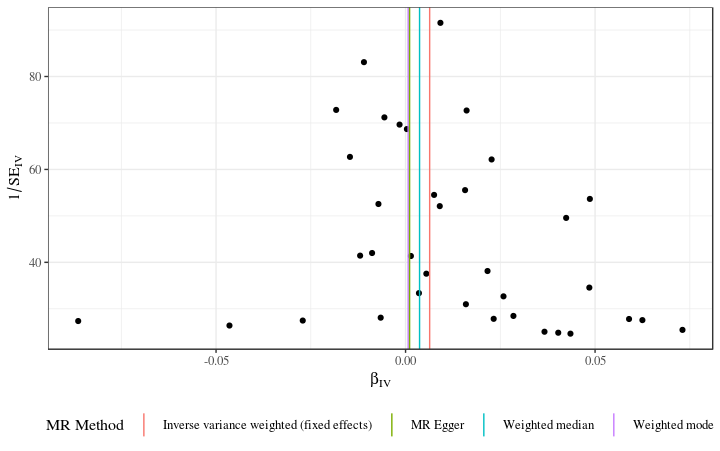 80
60
40
1/SE_IV
-0.05 0.00 0.05
β_IV
MR Method Inverse variance weighted (fixed effects) MR Egger Weighted median Weighted mode